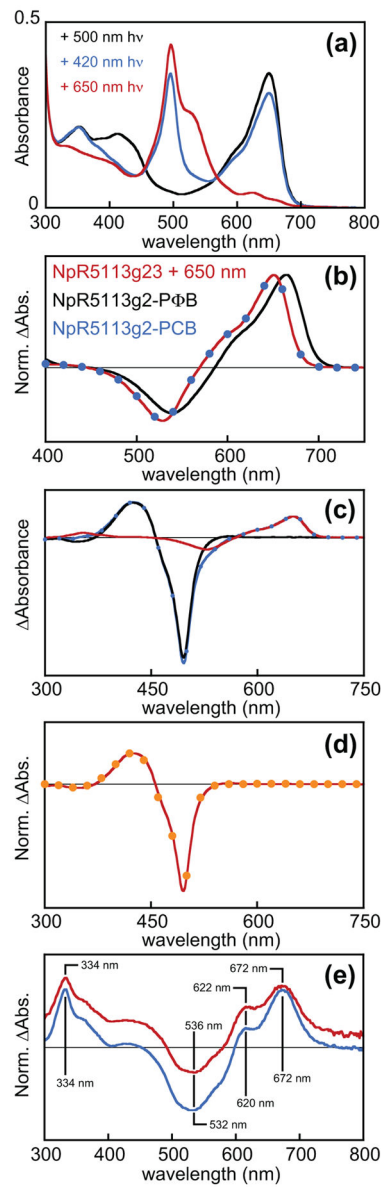 0.5
(a)
+ 500 nm hν
+ 420 nm hν
+ 650 nm hν
Absorbance
0
300 400 500 600 700 800
wavelength (nm)
(b)
NpR5113g23 + 650 nm
NpR5113g2-PΦB
NpR5113g2-PCB
Norm. ΔAbs.
400 500 600 700
wavelength (nm)
(c)
ΔAbsorbance
300 450 600 750
wavelength (nm)
(d)
Norm. ΔAbs.
300 450 600 750
wavelength (nm)
(e)
334 nm
672 nm
622 nm
536 nm
Norm. ΔAbs.
334 nm
620 nm
672 nm
532 nm
300 400 500 600 700 800
wavelength (nm)